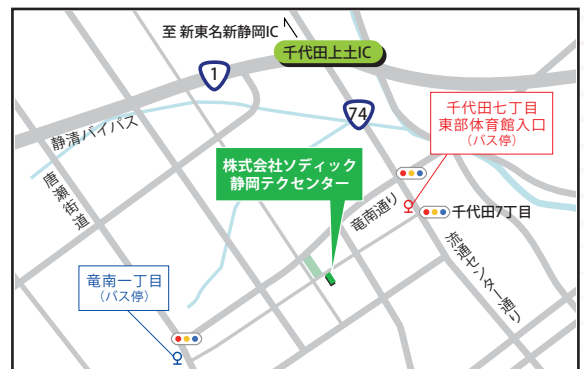 至 新東名新静岡IC
千代田上土IC
1
静清バイパス
74
千代田七丁目
東部体育館入口
(バス停)
株式会社ソディック
静岡テクセンター
唐瀬街道
竜南通り
千代田7丁目
流通センター通り
竜南一丁目
(バス停)